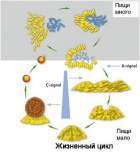 Пищи
много
A-signal
C-signal
Пищи
мало
Жизненный цикл